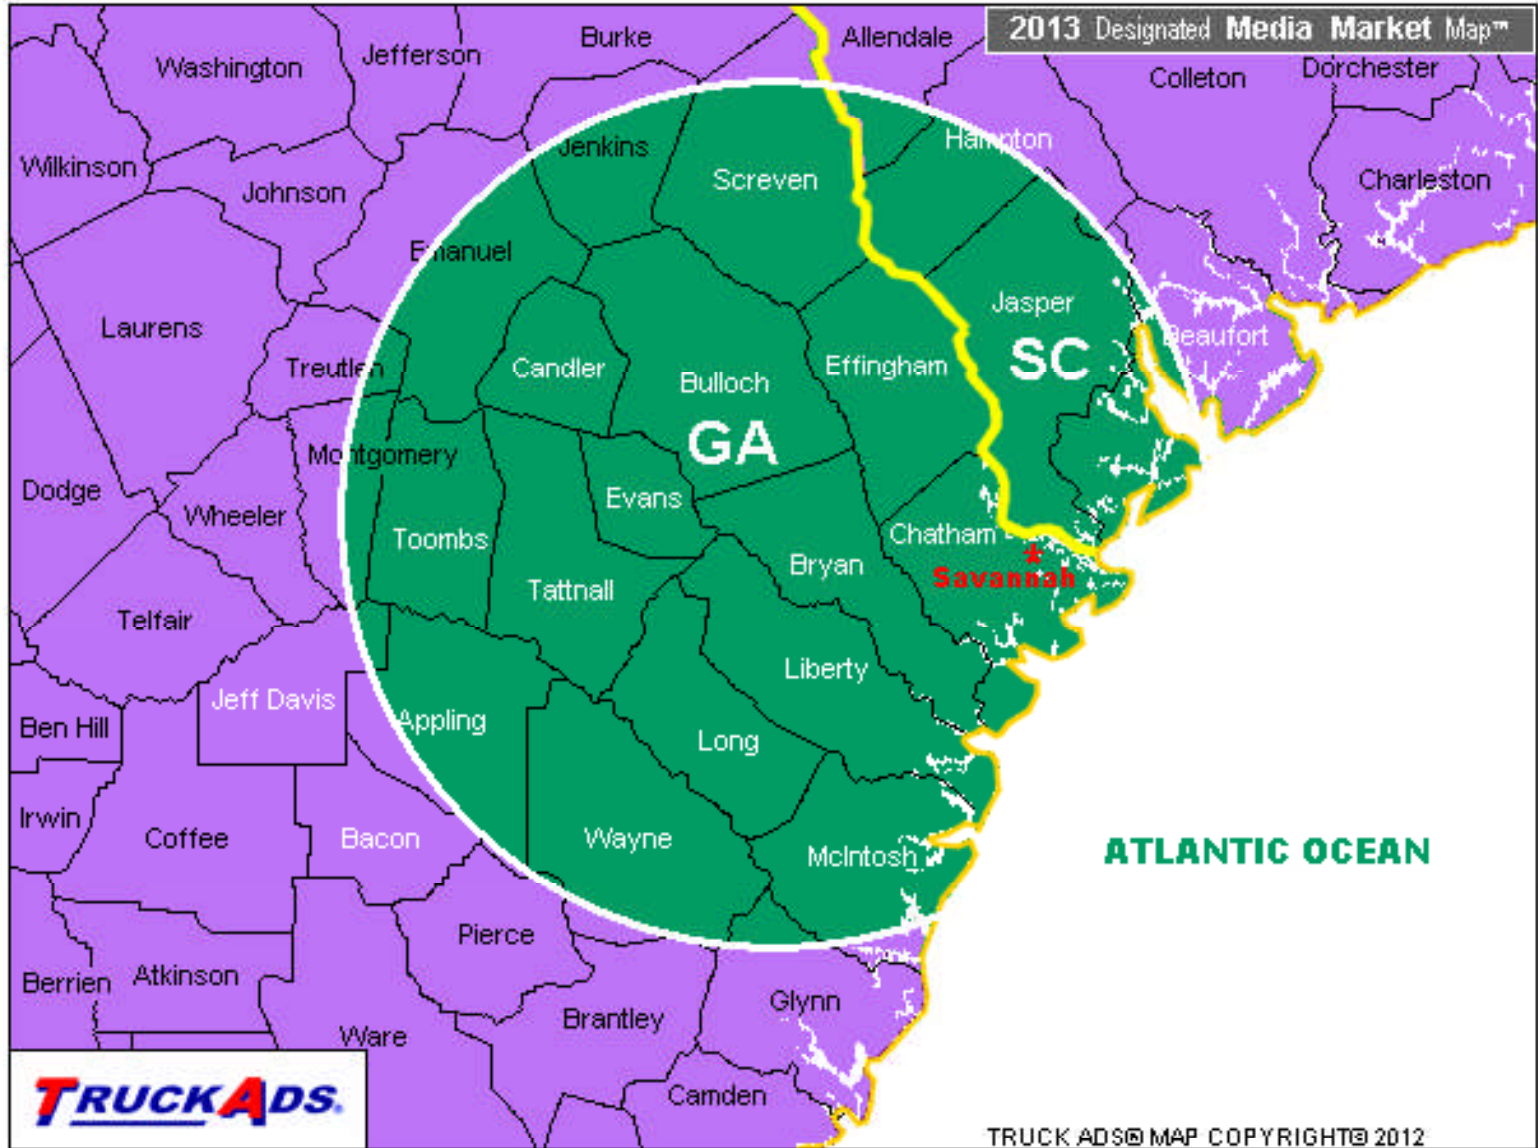 2013 Designated Media Market Map™
Burke
Allendale
Jefferson
Washington
Colleton
Dorchester
Hampton
Jenkins
Wilkinson
Screven
Charleston
Johnson
Emanuel
Jasper
Laurens
Beaufort
Treutlen
Candler
Effingham
SC
Bulloch
GA
Montgomery
Dodge
Evans
Wheeler
Toombs
Chatham
*
Savannah
Bryan
Tattnall
Telfair
Liberty
Jeff Davis
Appling
Ben Hill
Long
Irwin
Coffee
Bacon
Wayne
McIntosh
ATLANTIC OCEAN
Pierce
Berrien
Atkinson
Glynn
Brantley
Ware
Camden
TRUCKADS®
TRUCK ADS® MAP COPYRIGHT© 2012